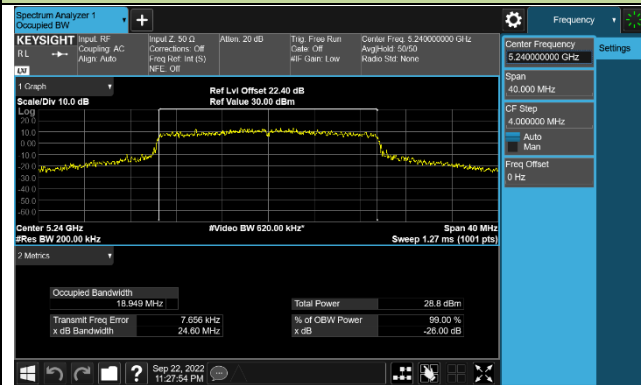 Spectrum Analyzer 1
Occupied BW
Frequency
KEYSIGHT
Input: RF
Coupling: AC
Align: Auto
Input Z: 50 Ω
Corrections: Off
Freq Ref: Int (S)
NFE: Off
Atten: 20 dB
Trig: Free Run
Gate: Off
#IF Gain: Low
Center Freq: 5.240000000 GHz
Avg|Hold: 50/50
Radio Std: None
RL
LXI
Center Frequency
5.240000000 GHz
Settings
Span
40.000 MHz
CF Step
4.000000 MHz
Auto
Man
Freq Offset
0 Hz
1 Graph
Scale/Div 10.0 dB
Ref Lvl Offset 22.40 dB
Ref Value 30.00 dBm
Log
20.0
10.0
0.00
-10.0
-20.0
-30.0
-40.0
-50.0
-60.0
Center 5.24 GHz
#Video BW 620.00 kHz*
Span 40 MHz
#Res BW 200.00 kHz
Sweep 1.27 ms (1001 pts)
2 Metrics
Occupied Bandwidth
18.949 MHz
Total Power 28.8 dBm
Transmit Freq Error 7.656 kHz
% of OBW Power 99.00 %
x dB Bandwidth 24.60 MHz
x dB -26.00 dB
Sep 22, 2022
11:27:54 PM